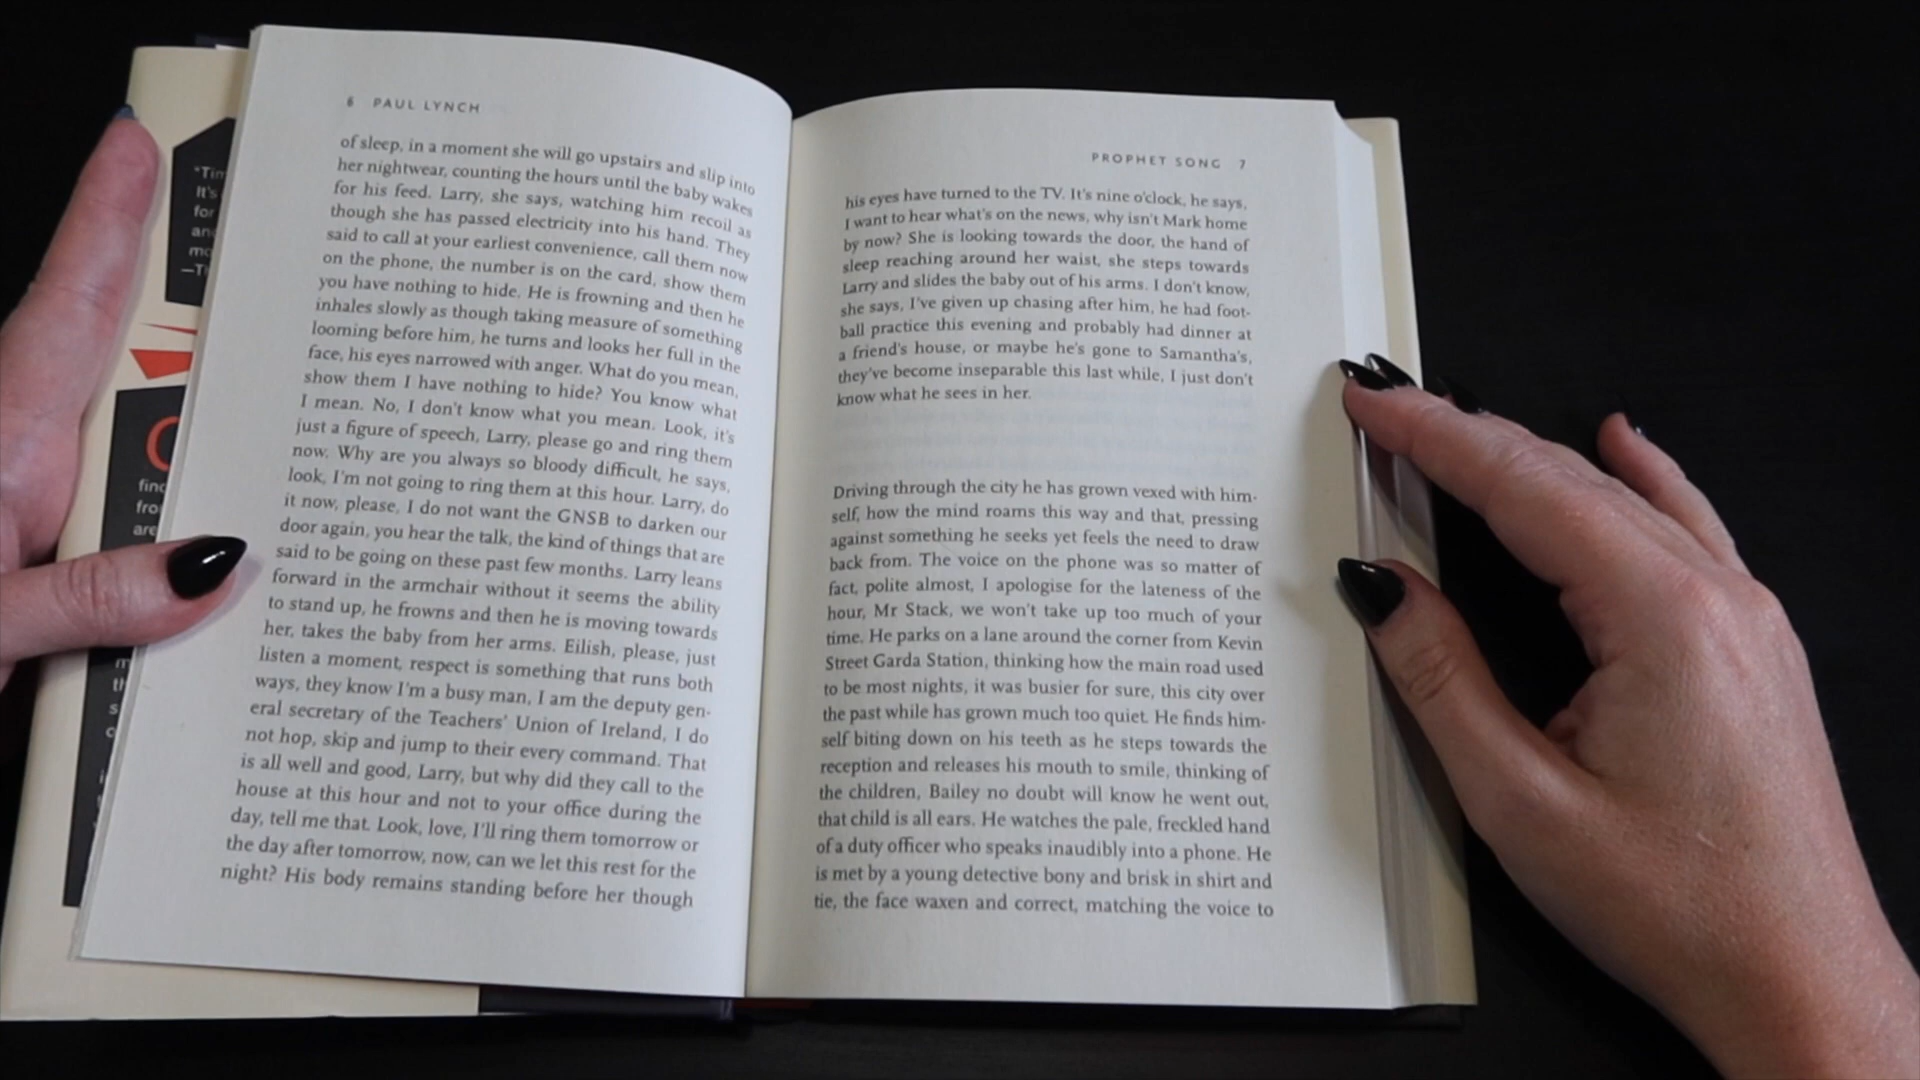 6 PAUL LYNCH
of sleep, in a moment she will go upstairs and slip into
her nightwear, counting the hours until the baby wakes
for his feed. Larry, she says, watching him recoil as
though she has passed electricity into his hand. They
said to call at your earliest convenience, call them now
on the phone, the number is on the card, show them
you have nothing to hide. He is frowning and then he
inhales slowly as though taking measure of something
looming before him, he turns and looks her full in the
face, his eyes narrowed with anger. What do you mean,
show them I have nothing to hide? You know what
I mean. No, I don't know what you mean. Look, it's
just a figure of speech, Larry, please go and ring them
now. Why are you always so bloody difficult, he says,
look, I'm not going to ring them at this hour. Larry, do
it now, please, I do not want the GNSB to darken our
door again, you hear the talk, the kind of things that are
said to be going on these past few months. Larry leans
forward in the armchair without it seems the ability
to stand up, he frowns and then he is moving towards
her, takes the baby from her arms. Eilish, please, just
listen a moment, respect is something that runs both
ways, they know I'm a busy man, I am the deputy gen-
eral secretary of the Teachers' Union of Ireland, I do
not hop, skip and jump to their every command. That
is all well and good, Larry, but why did they call to the
house at this hour and not to your office during the
day, tell me that. Look, love, I'll ring them tomorrow or
the day after tomorrow, now, can we let this rest for the
night? His body remains standing before her though
PROPHET SONG 7
his eyes have turned to the TV. It's nine o'clock, he says,
I want to hear what's on the news, why isn't Mark home
by now? She is looking towards the door, the hand of
sleep reaching around her waist, she steps towards
Larry and slides the baby out of his arms. I don't know,
she says, I've given up chasing after him, he had foot-
ball practice this evening and probably had dinner at
a friend's house, or maybe he's gone to Samantha's,
they've become inseparable this last while, I just don't
know what he sees in her.
Driving through the city he has grown vexed with him-
self, how the mind roams this way and that, pressing
against something he seeks yet feels the need to draw
back from. The voice on the phone was so matter of
fact, polite almost, I apologise for the lateness of the
hour, Mr Stack, we won't take up too much of your
time. He parks on a lane around the corner from Kevin
Street Garda Station, thinking how the main road used
to be most nights, it was busier for sure, this city over
the past while has grown much too quiet. He finds him-
self biting down on his teeth as he steps towards the
reception and releases his mouth to smile, thinking of
the children, Bailey no doubt will know he went out,
that child is all ears. He watches the pale, freckled hand
of a duty officer who speaks inaudibly into a phone. He
is met by a young detective bony and brisk in shirt and
tie, the face waxen and correct, matching the voice to
"Tim
It's
for
and
mo
find
fro
are